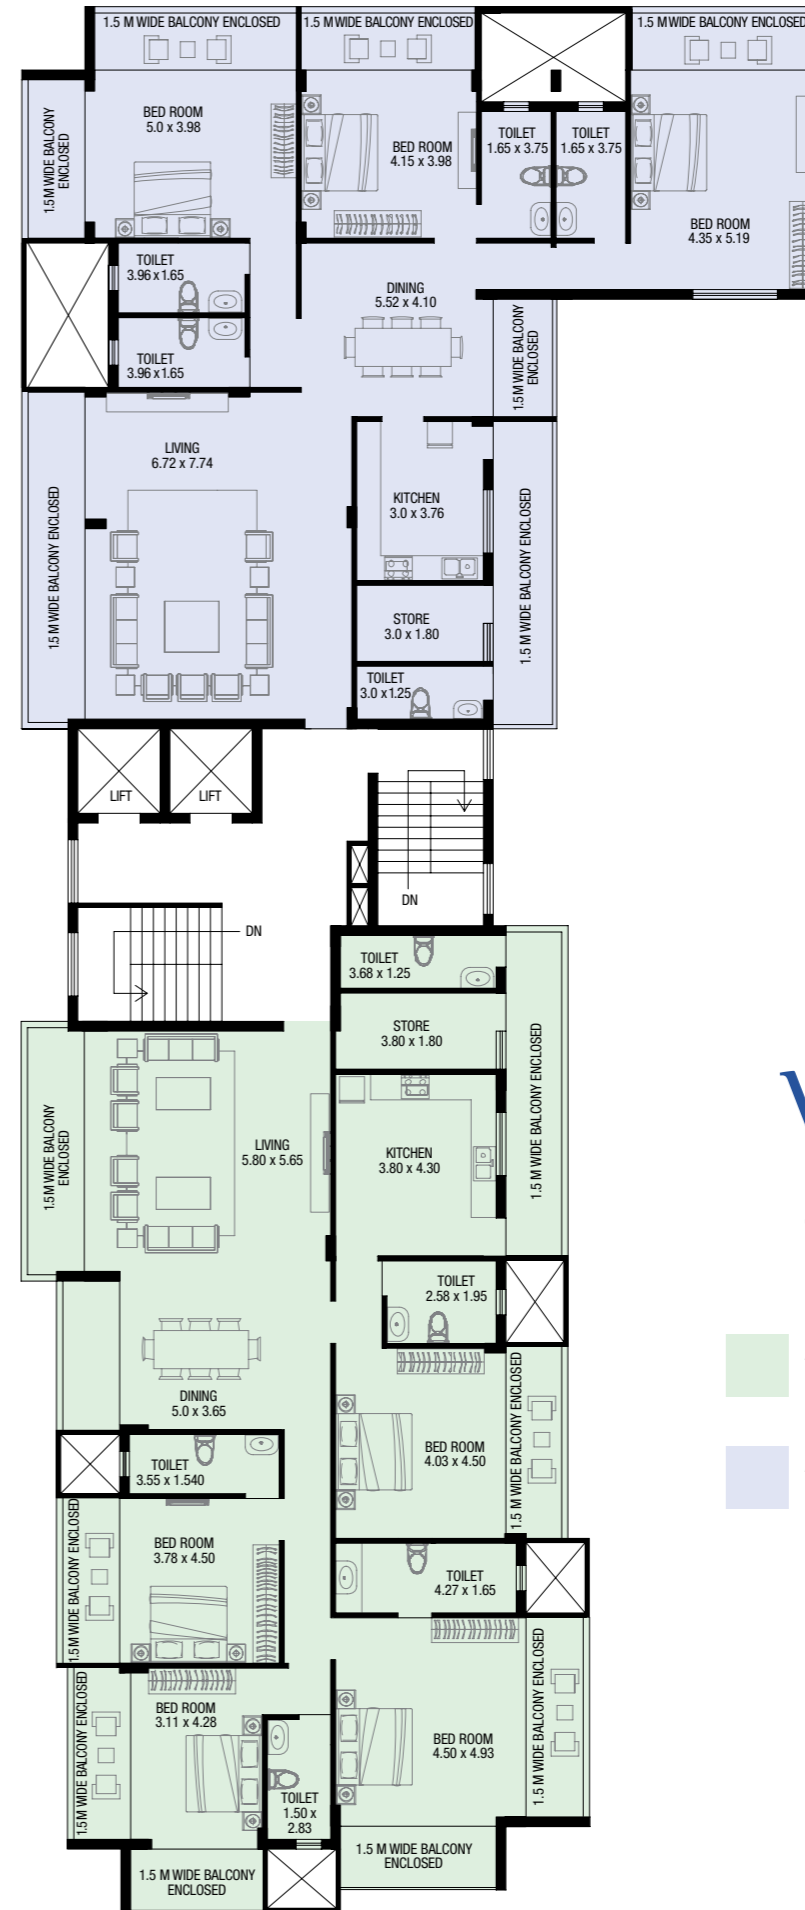 1.5 M WIDE BALCONY ENCLOSED
1.5 M WIDE BALCONY ENCLOSED
1.5 M WIDE BALCONY ENCLOSED
1.5 M WIDE BALCONY
ENCLOSED
BED ROOM
5.0 x 3.98
BED ROOM
4.15 x 3.98
TOILET
1.65 x 3.75
TOILET
1.65 x 3.75
BED ROOM
4.35 x 5.19
TOILET
3.96 x 1.65
TOILET
3.96 x 1.65
DINING
5.52 x 4.10
1.5 M WIDE BALCONY
ENCLOSED
LIVING
6.72 x 7.74
1.5 M WIDE BALCONY ENCLOSED
KITCHEN
3.0 x 3.76
1.5 M WIDE BALCONY ENCLOSED
STORE
3.0 x 1.80
TOILET
3.0 x 1.25
LIFT
LIFT
DN
DN
TOILET
3.68 x 1.25
STORE
3.80 x 1.80
1.5 M WIDE BALCONY ENCLOSED
1.5 M WIDE BALCONY
ENCLOSED
LIVING
5.80 x 5.65
KITCHEN
3.80 x 4.30
TOILET
2.58 x 1.95
DINING
5.0 x 3.65
BED ROOM
4.03 x 4.50
1.5 M WIDE BALCONY ENCLOSED
TOILET
3.55 x 1.540
1.5 M WIDE BALCONY ENCLOSED
BED ROOM
3.78 x 4.50
TOILET
4.27 x 1.65
1.5 M WIDE BALCONY ENCLOSED
BED ROOM
3.11 x 4.28
BED ROOM
4.50 x 4.93
1.5 M WIDE BALCONY ENCLOSED
TOILET
1.50 x
2.83
1.5 M WIDE BALCONY
ENCLOSED
1.5 M WIDE BALCONY
ENCLOSED